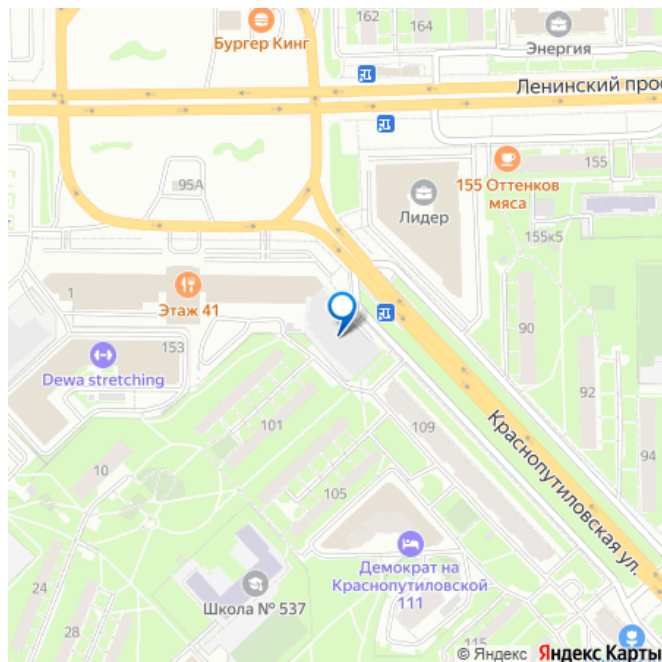 162
164
Бургер Кинг
Энергия
Ленинский прос
155
95А
155 Оттенков
мяса
Лидер
155к5
1
Этаж 41
153
90
Dewa stretching
92
101
109
Краснопутиловская ул.
94
10
105
Демократ на
Краснопутиловской
111
24
Школа № 537
28
115
© Яндекс Яндекс Карты